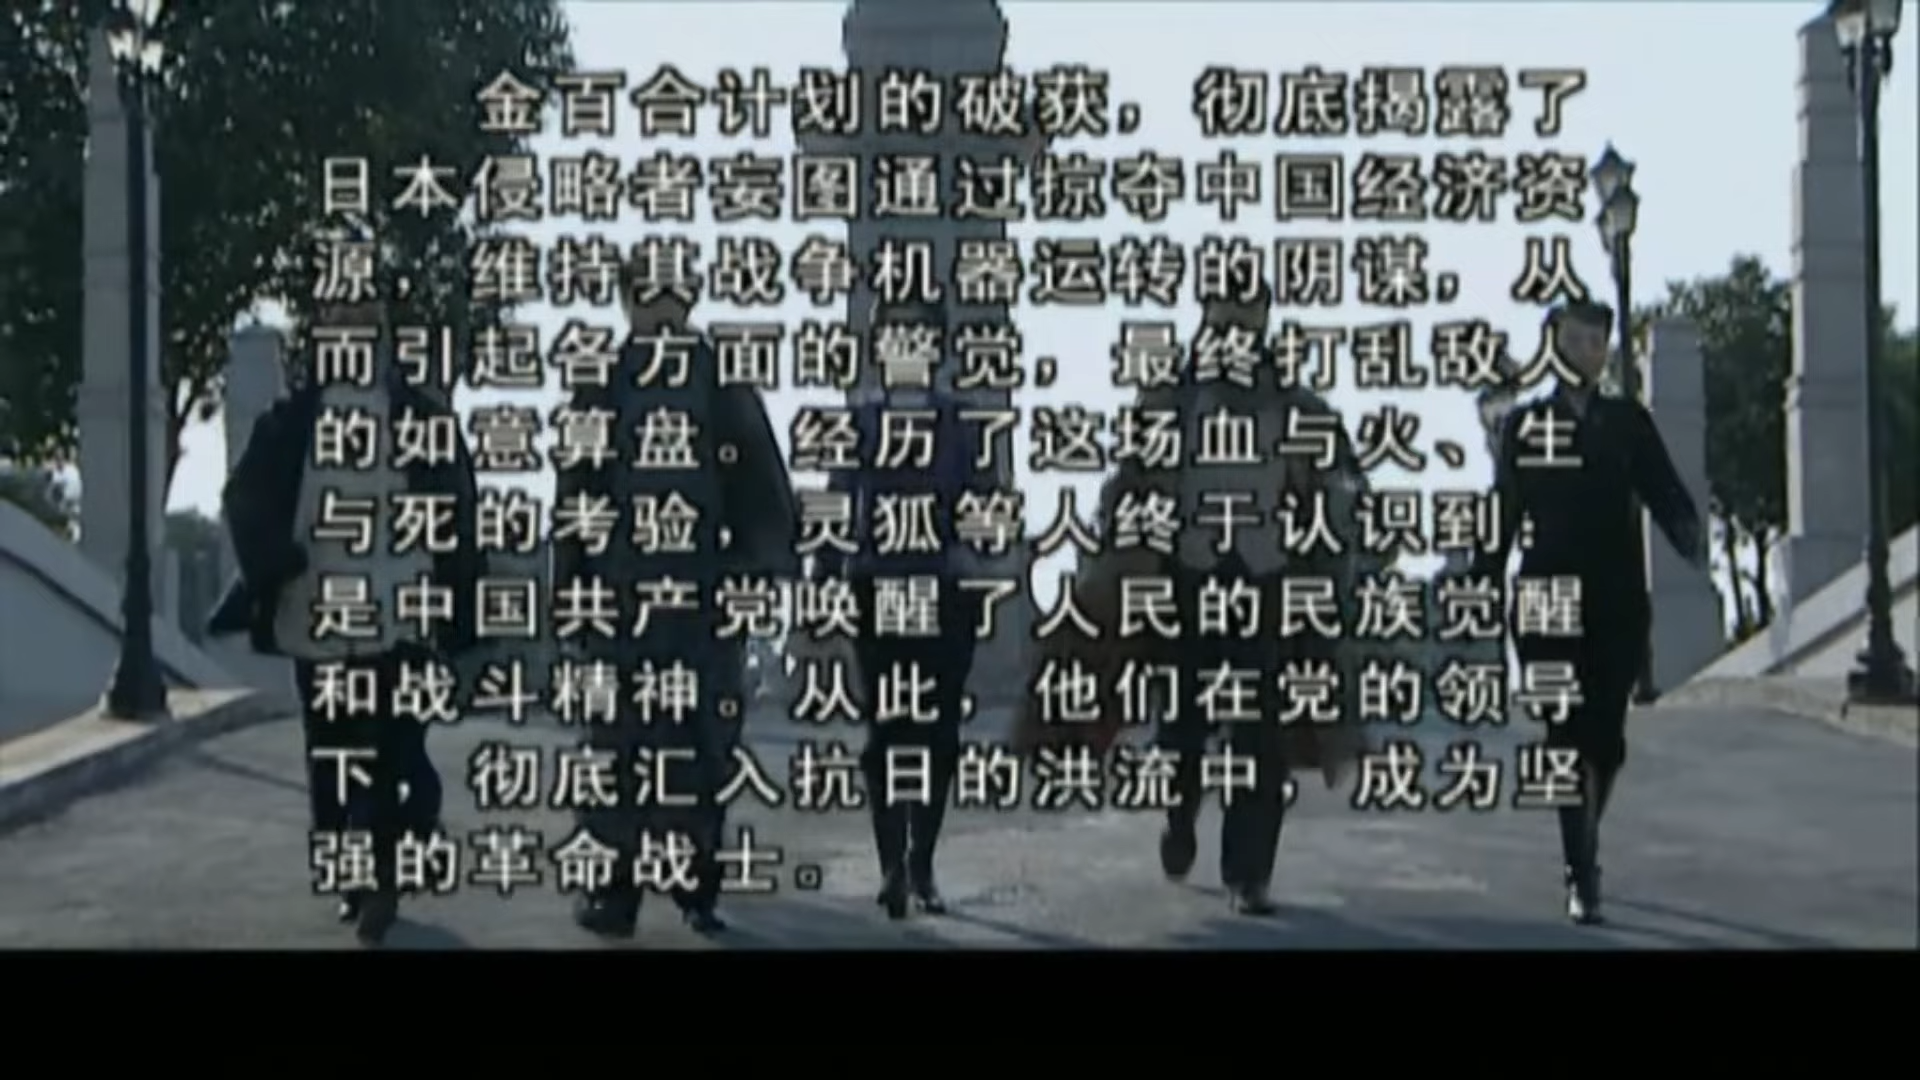 金百合计划的破获，彻底揭露了
日本侵略者妄图通过掠夺中国经济资
源，维持其战争机器运转的阴谋，从
而引起各方面的警觉，最终打乱敌人
的如意算盘。经历了这场血与火、生
与死的考验，灵狐等人终于认识到：
是中国共产党唤醒了人民的民族觉醒
和战斗精神。从此，他们在党的领导
下，彻底汇入抗日的洪流中，成为坚
强的革命战士。